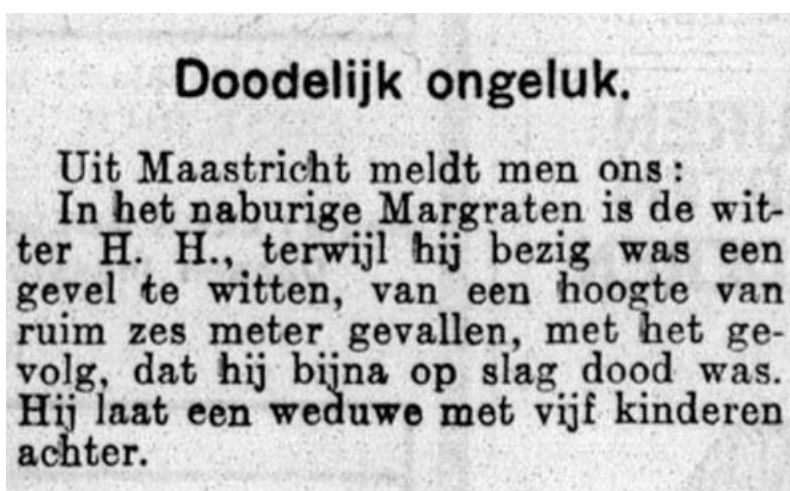 Doodelijk ongeluk.
Uit Maastricht meldt men ons:
In het naburige Margraten is de wit-
ter H. H., terwijl hij bezig was een
gevel te witten, van een hoogte van
ruim zes meter gevallen, met het ge-
volg, dat hij bijna op slag dood was.
Hij laat een weduwe met vijf kinderen
achter.